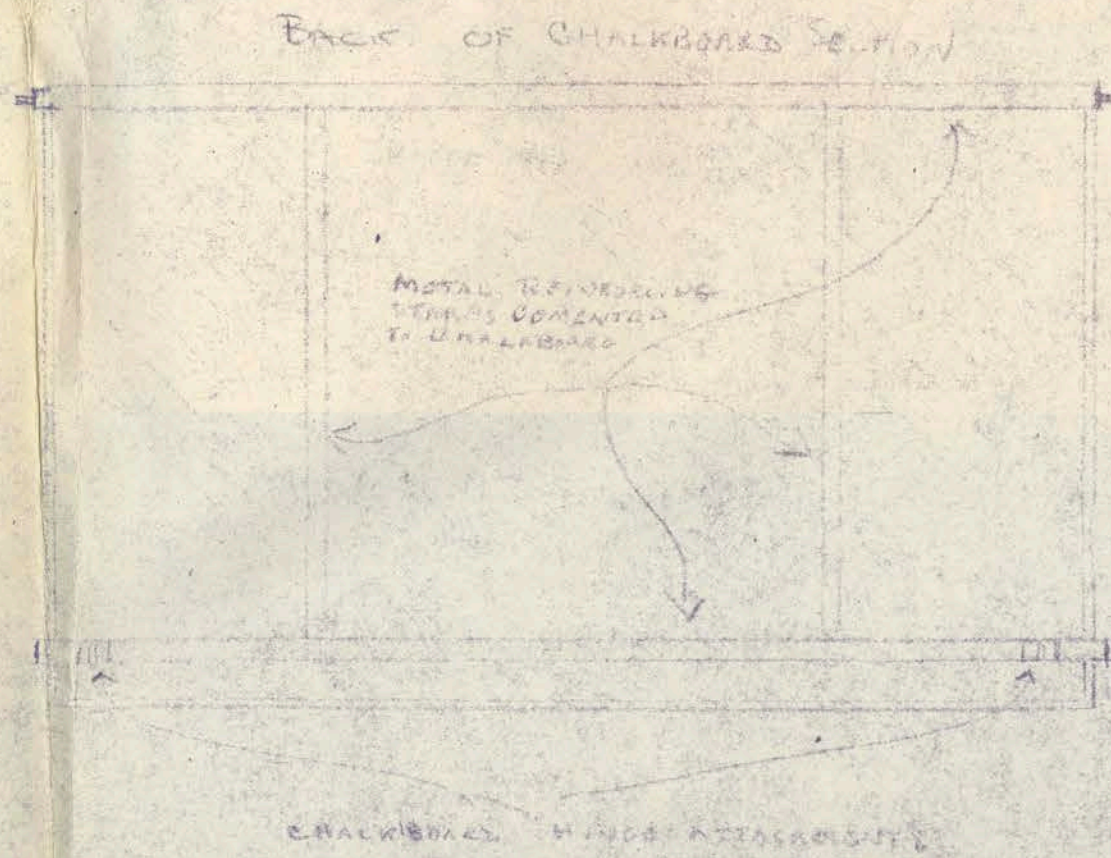 BACK OF CHALKBOARD SECTION
METAL REINFORCING
STRAPS CEMENTED
TO CHALKBOARD
CHALKBOARD HINGE ATTACHMENTS